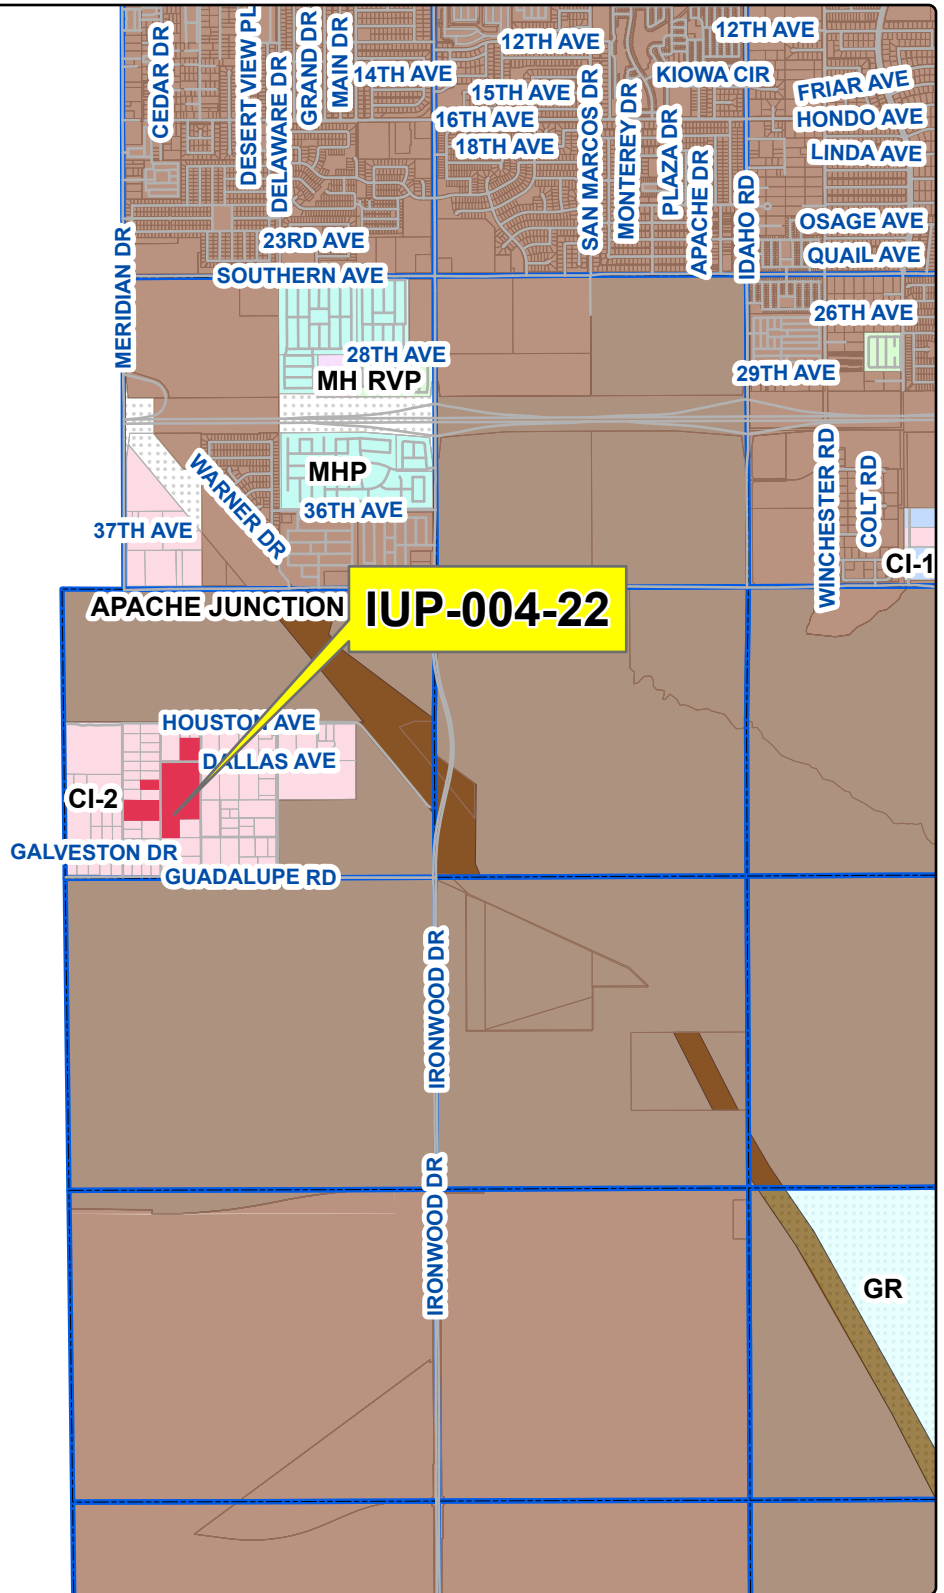 CEDAR DR
DESERT VIEW PL
DELAWARE DR
GRAND DR
MAIN DR
14TH AVE
12TH AVE
15TH AVE
16TH AVE
18TH AVE
SAN MARCOS DR
MONTEREY DR
12TH AVE
KIOWA CIR
PLAZA DR
APACHE DR
IDAHO RD
FRIAR AVE
HONDO AVE
LINDA AVE
OSAGE AVE
QUAIL AVE
23RD AVE
SOUTHERN AVE
MERIDIAN DR
26TH AVE
28TH AVE
MH RVP
29TH AVE
MHP
WARNER DR
36TH AVE
37TH AVE
WINCHESTER RD
COLT RD
CI-1
APACHE JUNCTION
IUP-004-22
HOUSTON AVE
DALLAS AVE
CI-2
GALVESTON DR
GUADALUPE RD
IRONWOOD DR
IRONWOOD DR
GR